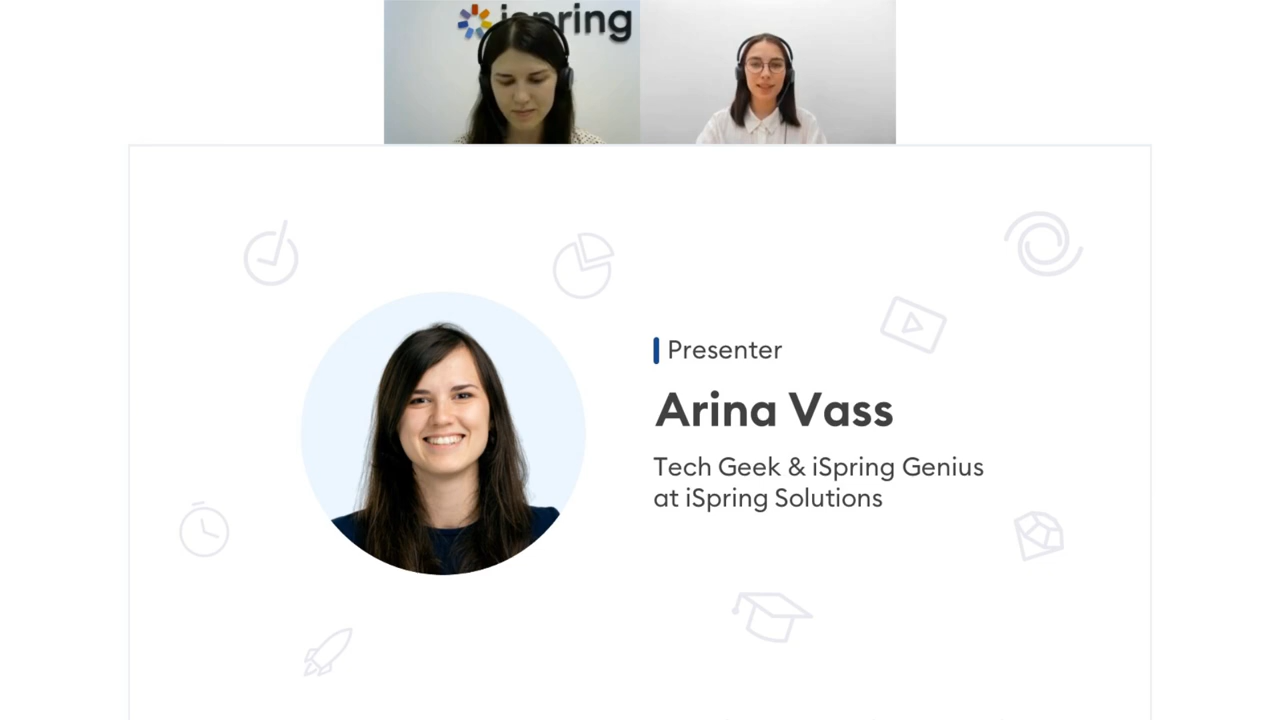 ispring
Presenter
Arina Vass
Tech Geek & iSpring Genius
at iSpring Solutions